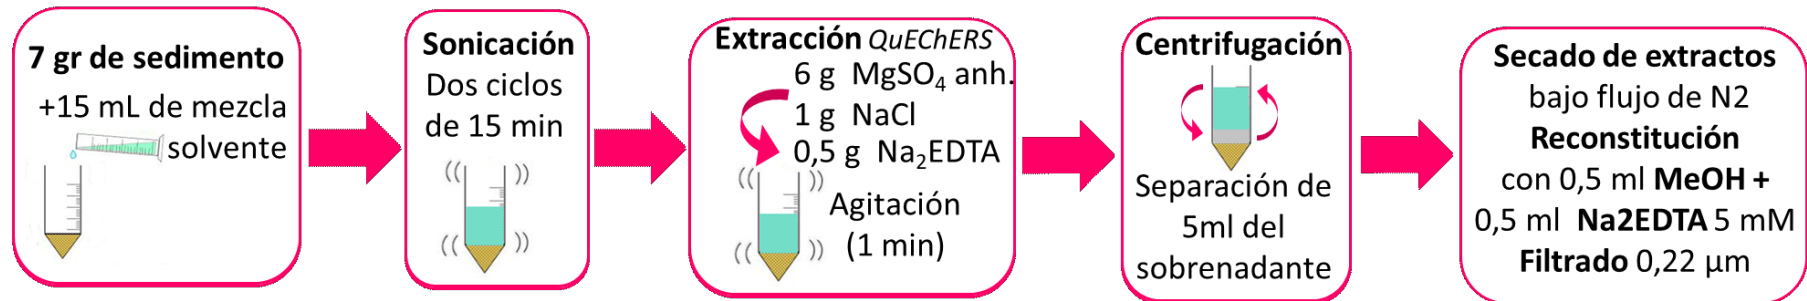 7 gr de sedimento
+15 mL de mezcla
solvente
Sonicación
Dos ciclos
de 15 min
Extracción QuEChERS
6 g MgSO₄ anh.
1 g NaCl
0,5 g Na₂EDTA
Agitación
(1 min)
Centrifugación
Separación de
5ml del
sobrenadante
Secado de extractos
bajo flujo de N2
Reconstitución
con 0,5 ml MeOH +
0,5 ml Na2EDTA 5 mM
Filtrado 0,22 µm